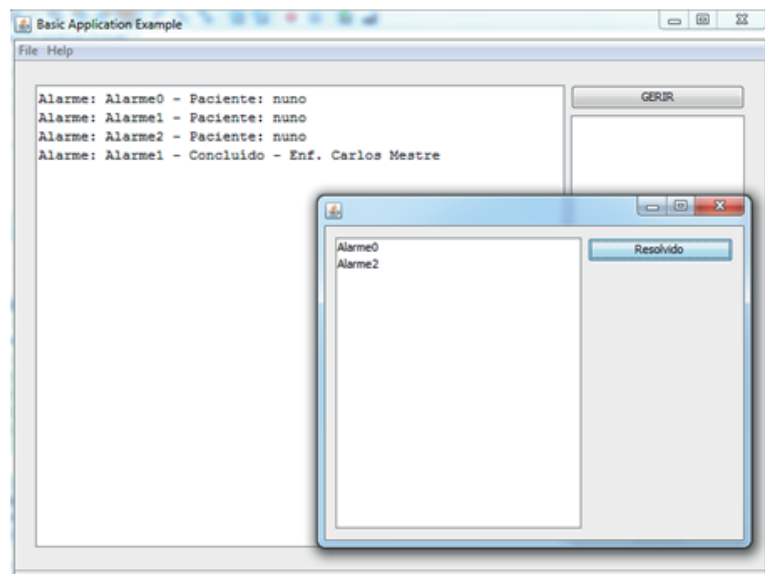 Basic Application Example
File Help
Alarme: Alarme0 - Paciente: nuno
Alarme: Alarme1 - Paciente: nuno
Alarme: Alarme2 - Paciente: nuno
Alarme: Alarme1 - Concluído - Enf. Carlos Mestre
GERIR
Alarme0
Alarme2
Resolvido